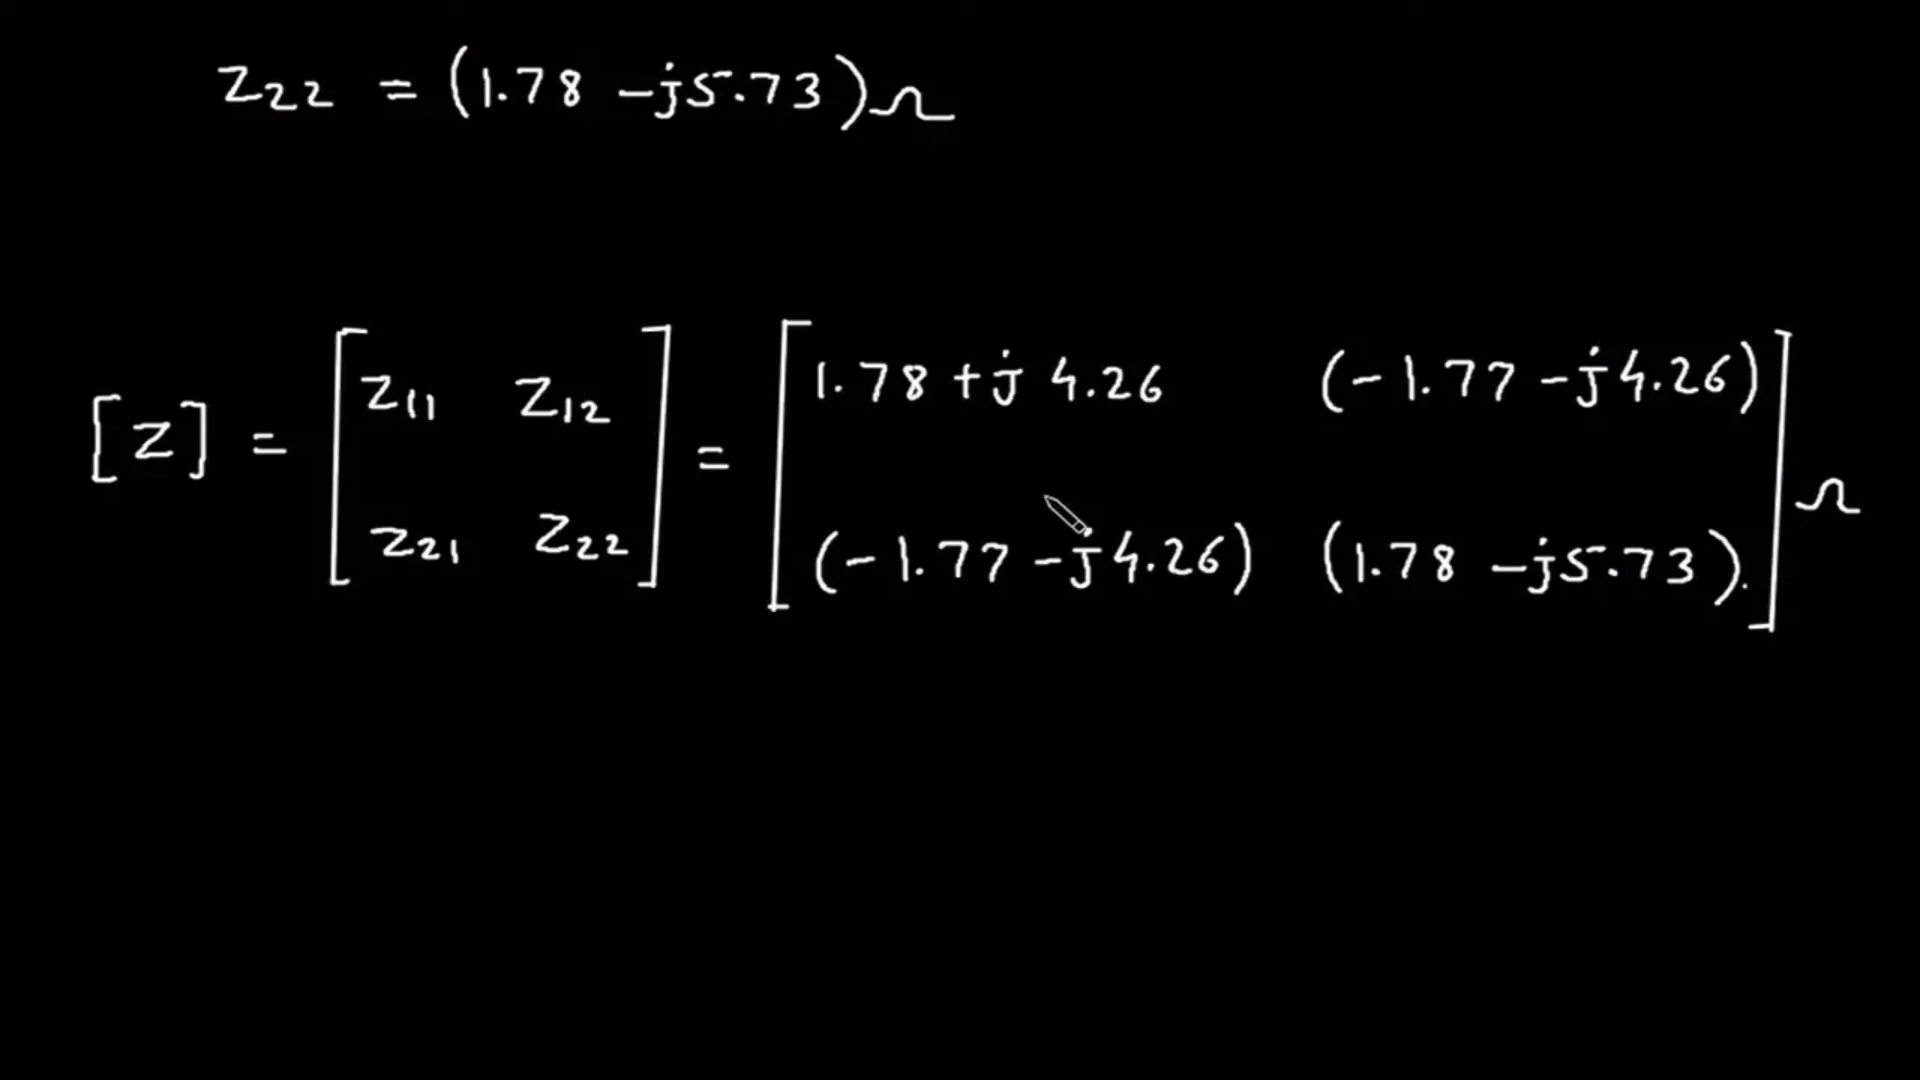 Z22 = (1.78 - j5.73) Ω
[Z] = [Z11 Z12 = [1.78 + j 4.26 (-1.77 - j4.26)] Ω
Z21 Z22] (-1.77 - j4.26) (1.78 - j5.73).